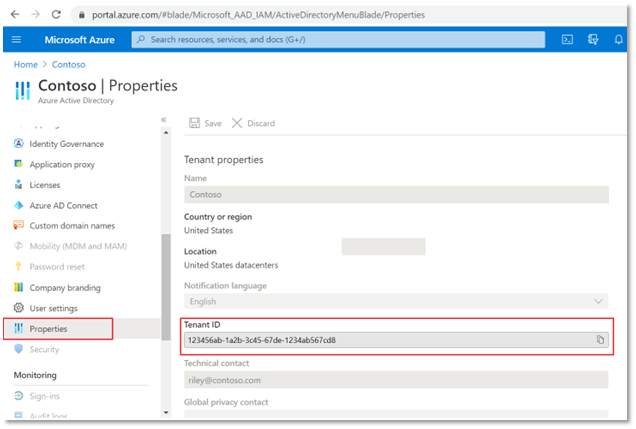 portal.azure.com/#blade/Microsoft_AAD_IAM/ActiveDirectoryMenuBlade/Properties
Microsoft Azure
Search resources, services, and docs (G+/)
Home > Contoso
Contoso | Properties
Azure Active Directory
«
Identity Governance
Application proxy
Licenses
Azure AD Connect
Custom domain names
Mobility (MDM and MAM)
Password reset
Company branding
User settings
Properties
Security
Monitoring
Sign-ins
Audit logs
Save
Discard
Tenant properties
Name
Contoso
Country or region
United States
Location
United States datacenters
Notification language
English
Tenant ID
123456ab-1a2b-3c45-67de-1234ab567cd8
Technical contact
riley@contoso.com
Global privacy contact